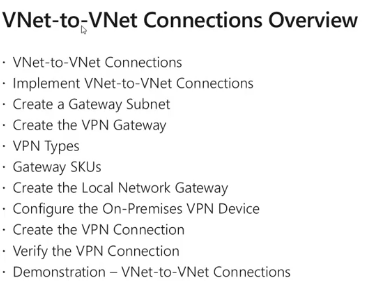 VNet-to-VNet Connections Overview
· VNet-to-VNet Connections
· Implement VNet-to-VNet Connections
· Create a Gateway Subnet
· Create the VPN Gateway
· VPN Types
· Gateway SKUs
· Create the Local Network Gateway
· Configure the On-Premises VPN Device
· Create the VPN Connection
· Verify the VPN Connection
· Demonstration – VNet-to-VNet Connections